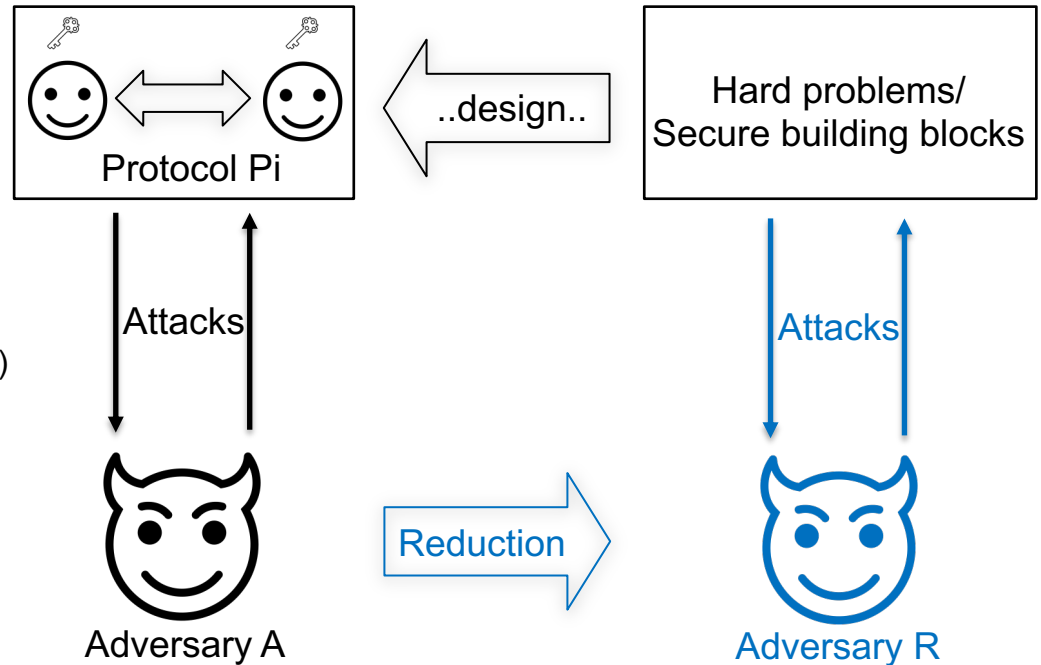 ..design..
Hard problems/
Secure building blocks
Protocol Pi
Attacks
Attacks
)
Reduction
Adversary A
Adversary R